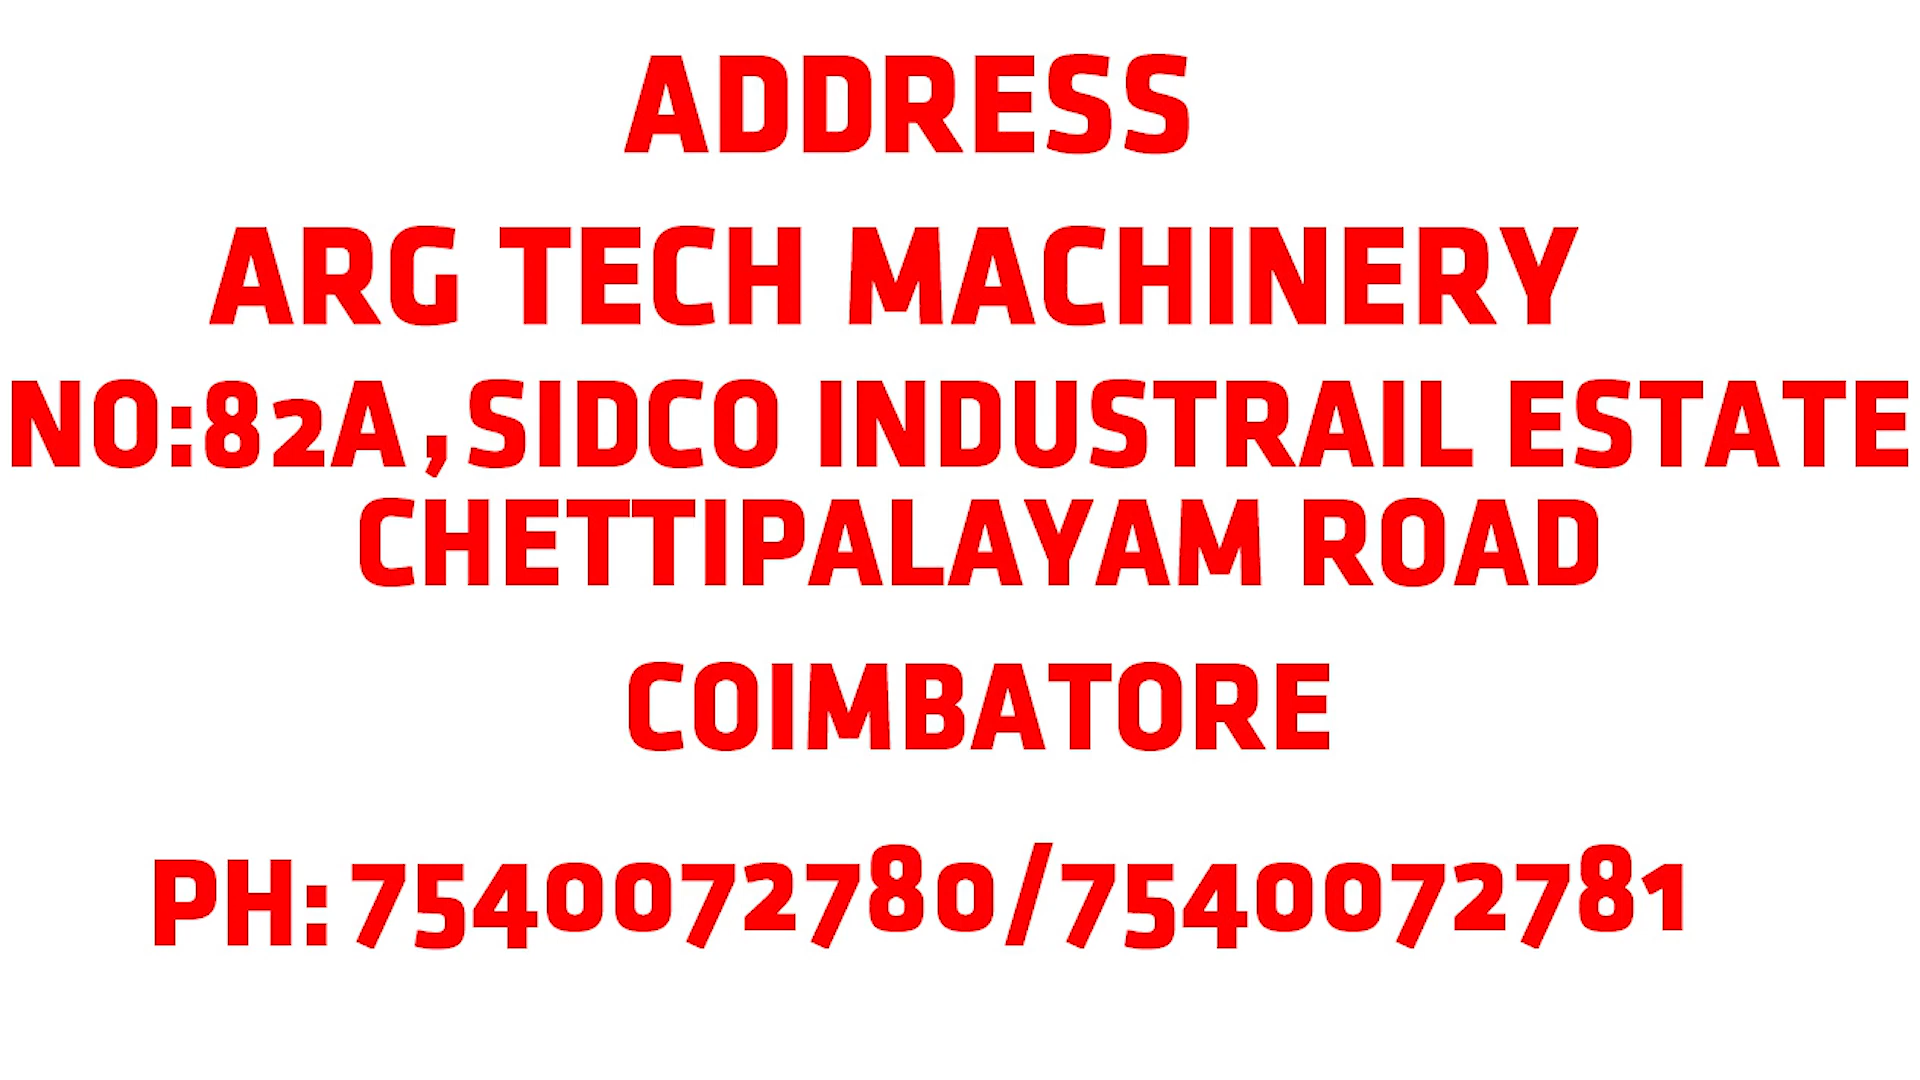 ADDRESS
ARG TECH MACHINERY
NO:82A,SIDCO INDUSTRAIL ESTATE
CHETTIPALAYAM ROAD
COIMBATORE
PH: 7540072780/7540072781